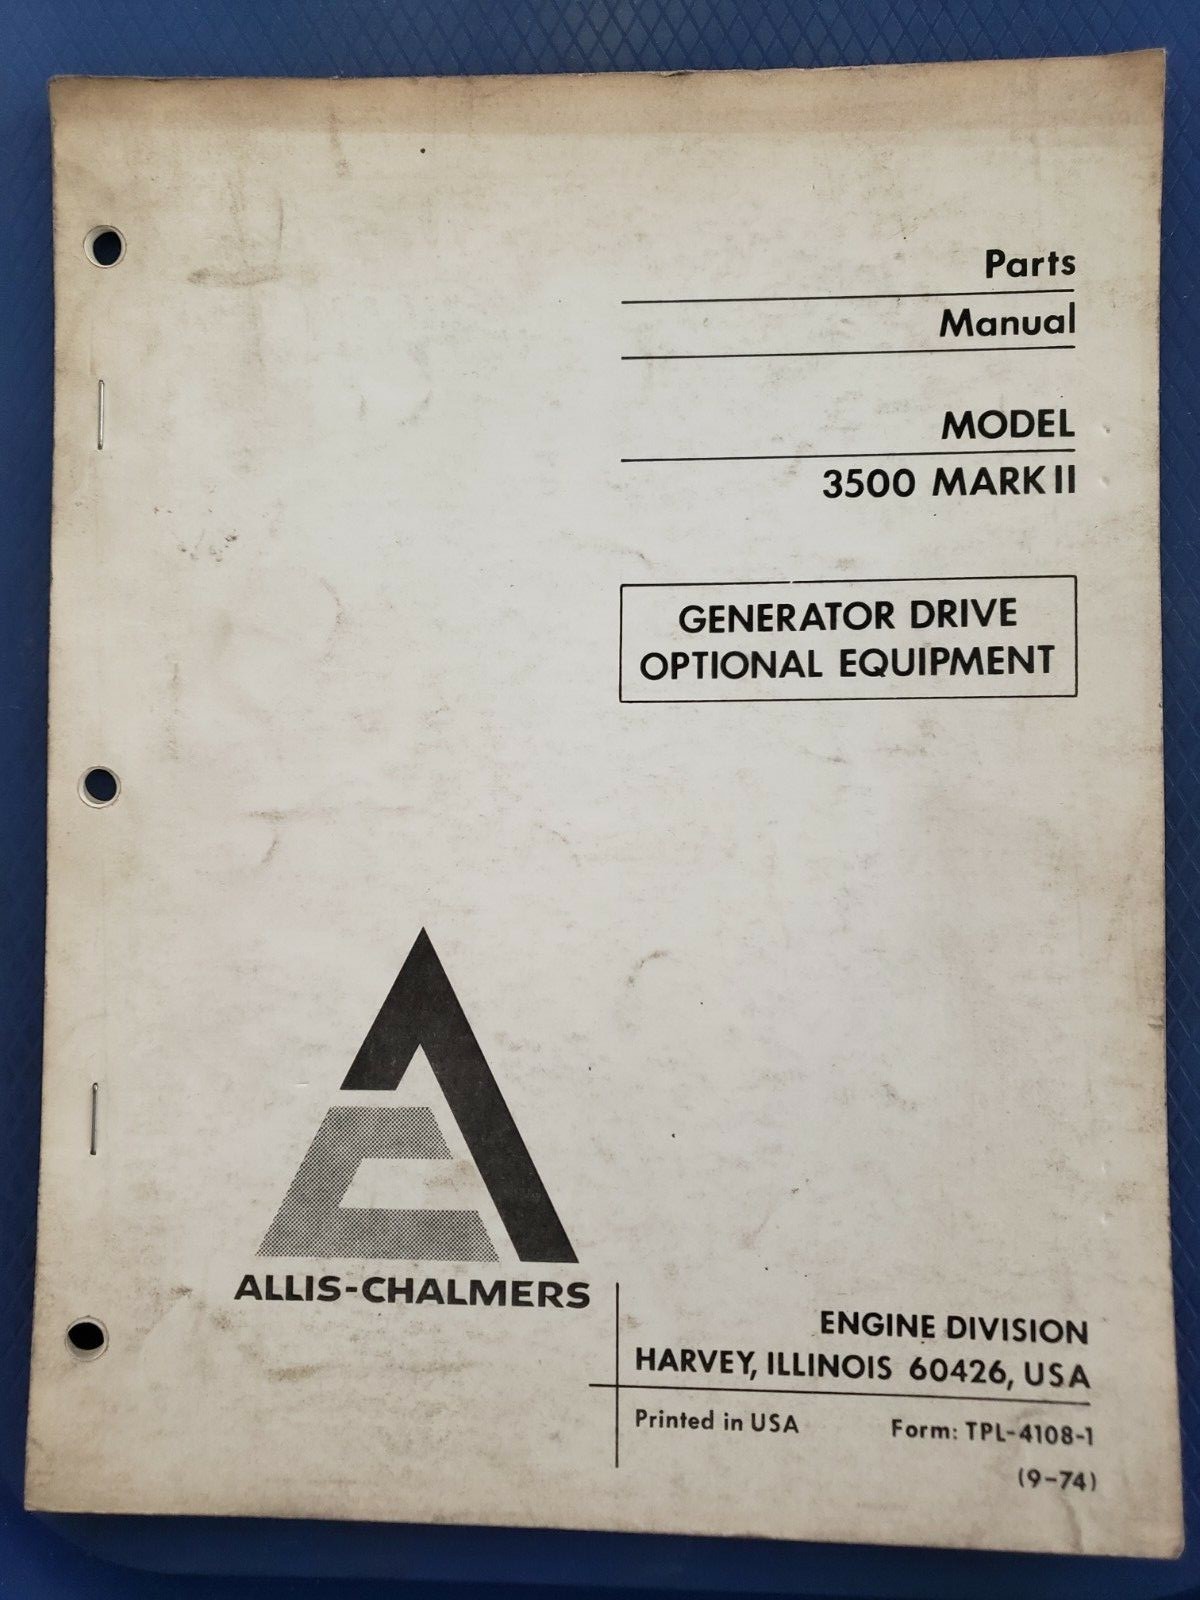 Parts
Manual
MODEL
3500 MARK II
GENERATOR DRIVE
OPTIONAL EQUIPMENT
ALLIS-CHALMERS
ENGINE DIVISION
HARVEY, ILLINOIS 60426, USA
Printed in USA Form: TPL-4108-1
(9-74)